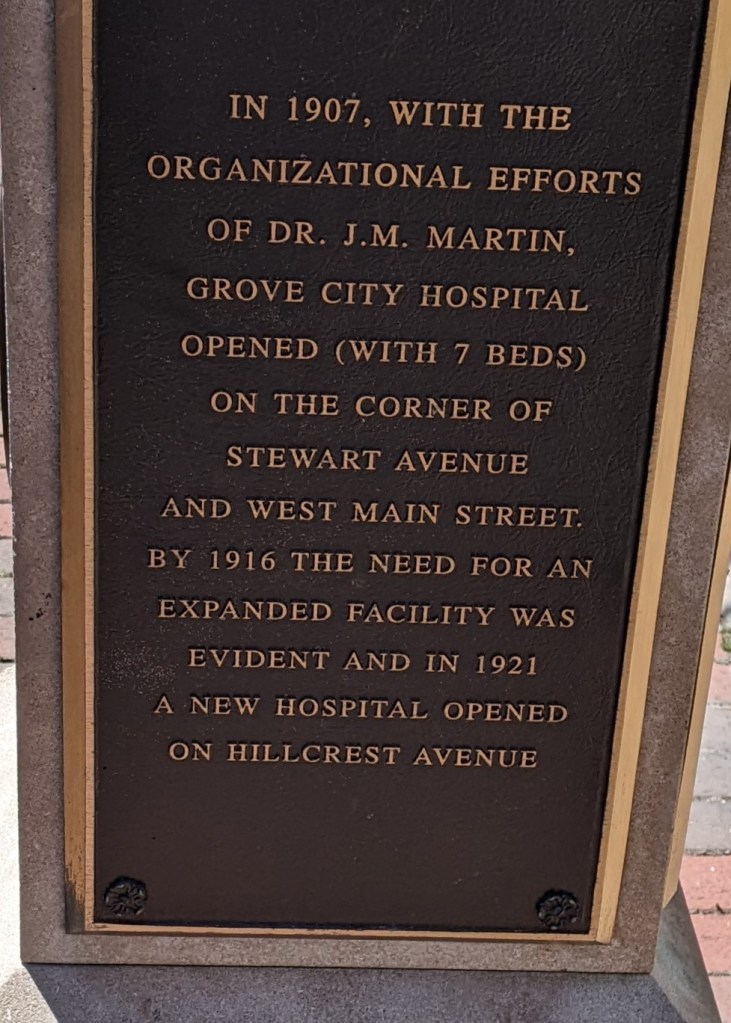 IN 1907, WITH THE
ORGANIZATIONAL EFFORTS
OF DR. J.M. MARTIN,
GROVE CITY HOSPITAL
OPENED (WITH 7 BEDS)
ON THE CORNER OF
STEWART AVENUE
AND WEST MAIN STREET.
BY 1916 THE NEED FOR AN
EXPANDED FACILITY WAS
EVIDENT AND IN 1921
A NEW HOSPITAL OPENED
ON HILLCREST AVENUE